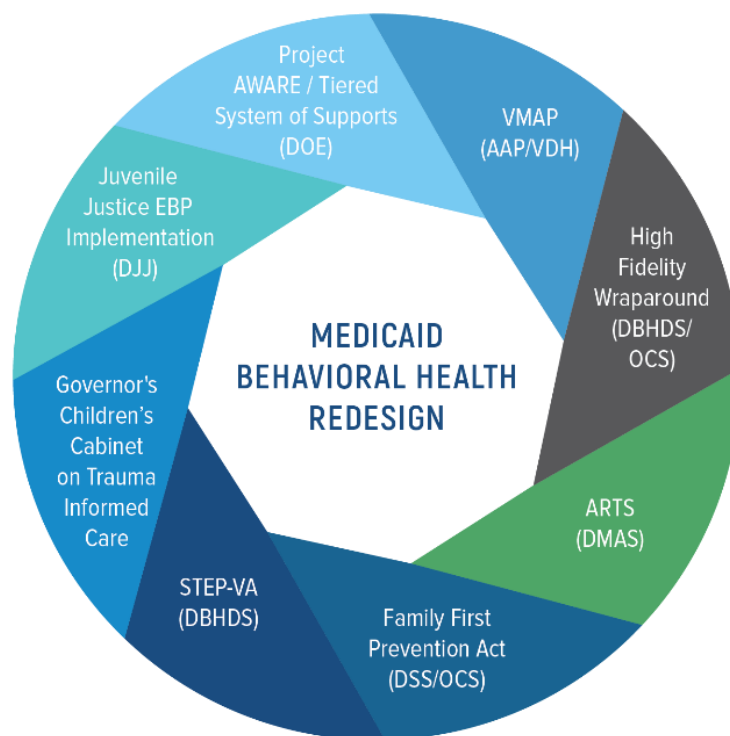 Project
AWARE / Tiered
System of Supports
(DOE)
VMAP
(AAP/VDH)
High
Fidelity
Wraparound
(DBHDS/
OCS)
ARTS
(DMAS)
Family First
Prevention Act
(DSS/OCS)
STEP-VA
(DBHDS)
Governor's
Children’s
Cabinet
on Trauma
Informed
Care
Juvenile
Justice EBP
Implementation
(DJJ)
MEDICAID
BEHAVIORAL HEALTH
REDESIGN